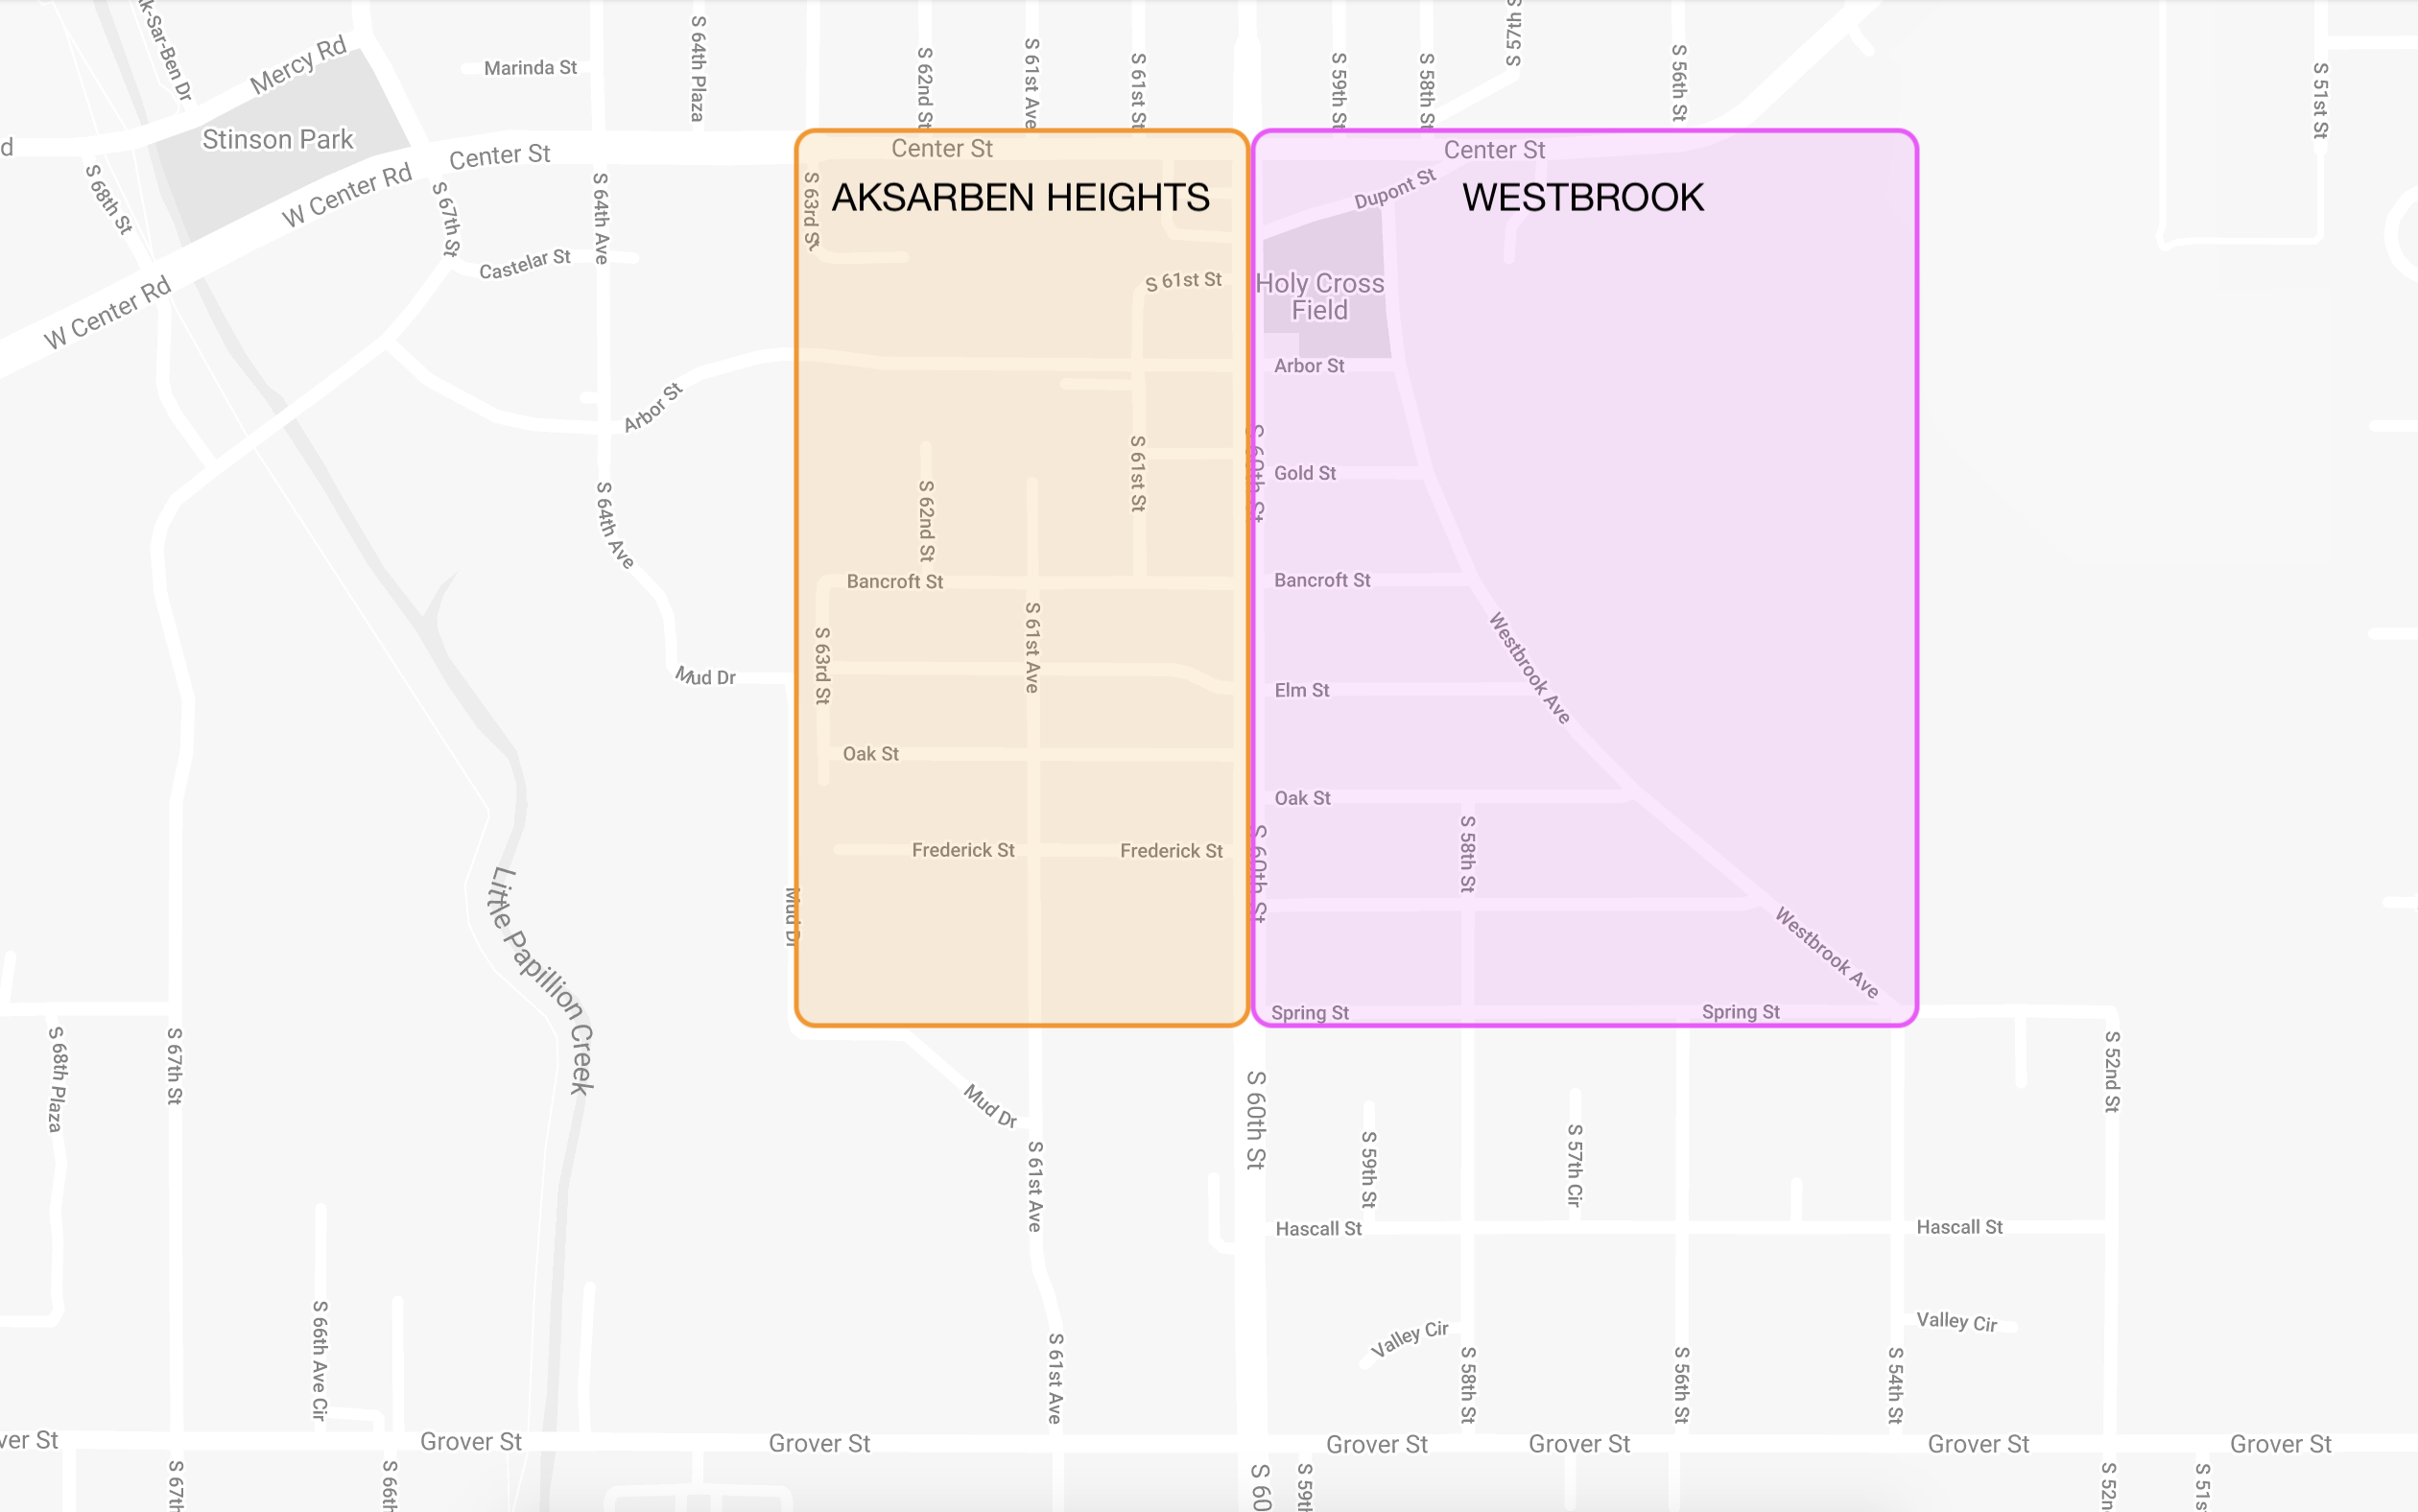 k-Sar-Ben Dr
Mercy Rd
Marinda St
S 64th Plaza
S 62nd St
S 61st Ave
S 61st St
S 59th St
S 58th St
S 57th
S 56th St
S 51st St
d
Stinson Park
Center St
W Center Rd
S 68th St
S 67th St
S 64th Ave
Castelar St
W Center Rd
Center St
Center St
S 63rd St
AKSARBEN HEIGHTS
WESTBROOK
Dupont St
S 61st St
Holy Cross
Field
Arbor St
Arbor St
S 61st St
S 60th St
Gold St
S 64th Ave
S 62nd St
Bancroft St
Bancroft St
S 63rd St
S 61st Ave
Westbrook Ave
Mud Dr
Elm St
Oak St
Oak St
Frederick St
Frederick St
S 60th St
S 58th St
Mud Dr
Westbrook Ave
Little Papillion Creek
Spring St
Spring St
S 68th Plaza
S 67th St
Mud Dr
S 60th St
S 52nd St
S 61st Ave
S 59th St
S 57th Cir
Hascall St
Hascall St
S 66th Ave Cir
Valley Cir
Valley Cir
S 61st Ave
S 58th St
S 56th St
S 54th St
ver St
Grover St
Grover St
Grover St
Grover St
Grover St
Grover St
S 67th
S 66th
S 60
S 59th
S 52n
S 51s